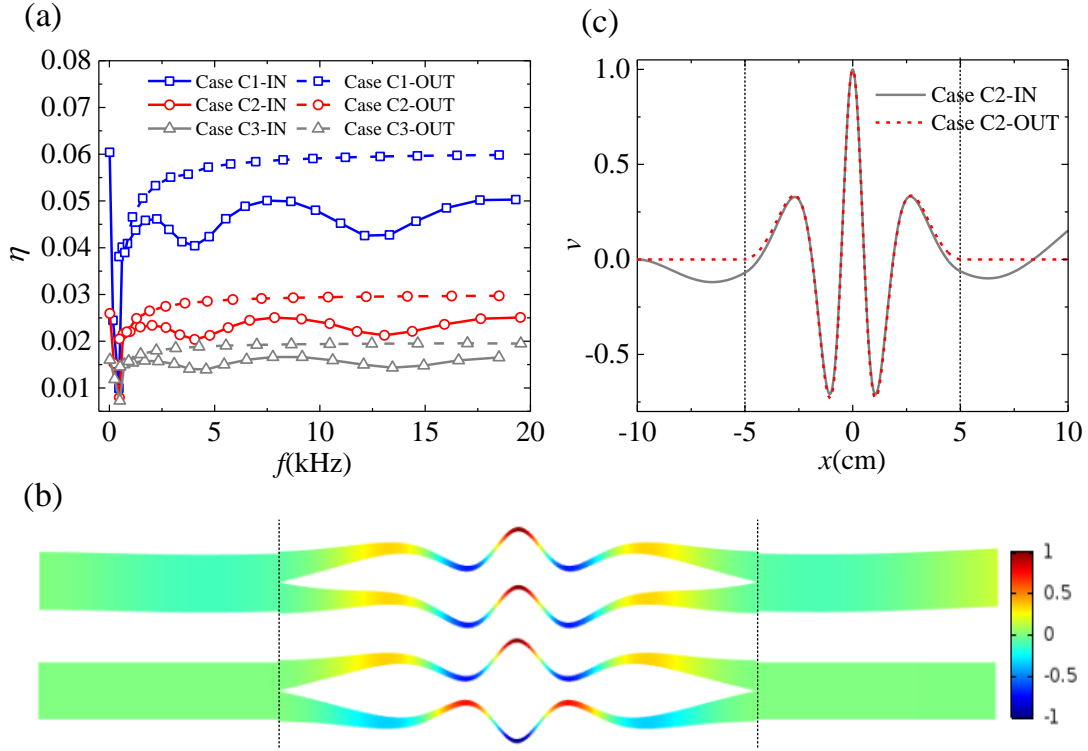 (a)
0.08
0.07
0.06
0.05
0.04
0.03
0.02
0.01
η
0 5 10 15 20
f(kHz)
Case C1-IN Case C1-OUT
Case C2-IN Case C2-OUT
Case C3-IN Case C3-OUT
(c)
1.0
0.5
0.0
-0.5
v
-10 -5 0 5 10
x(cm)
Case C2-IN
Case C2-OUT
(b)
1
0.5
0
-0.5
-1